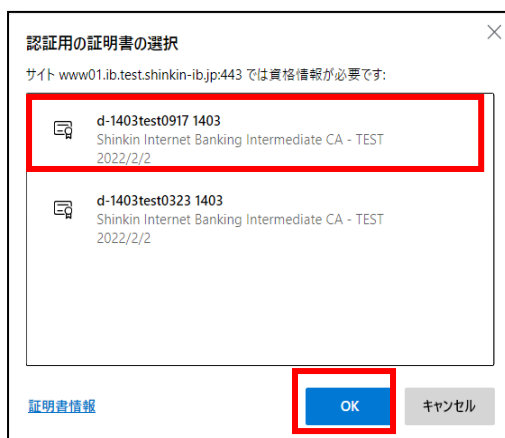 認証用の証明書の選択
サイト www01.ib.test.shinkin-ib.jp:443 では資格情報が必要です:
d-1403test0917 1403
Shinkin Internet Banking Intermediate CA - TEST
2022/2/2
d-1403test0323 1403
Shinkin Internet Banking Intermediate CA - TEST
2022/2/2
証明書情報
OK
キャンセル